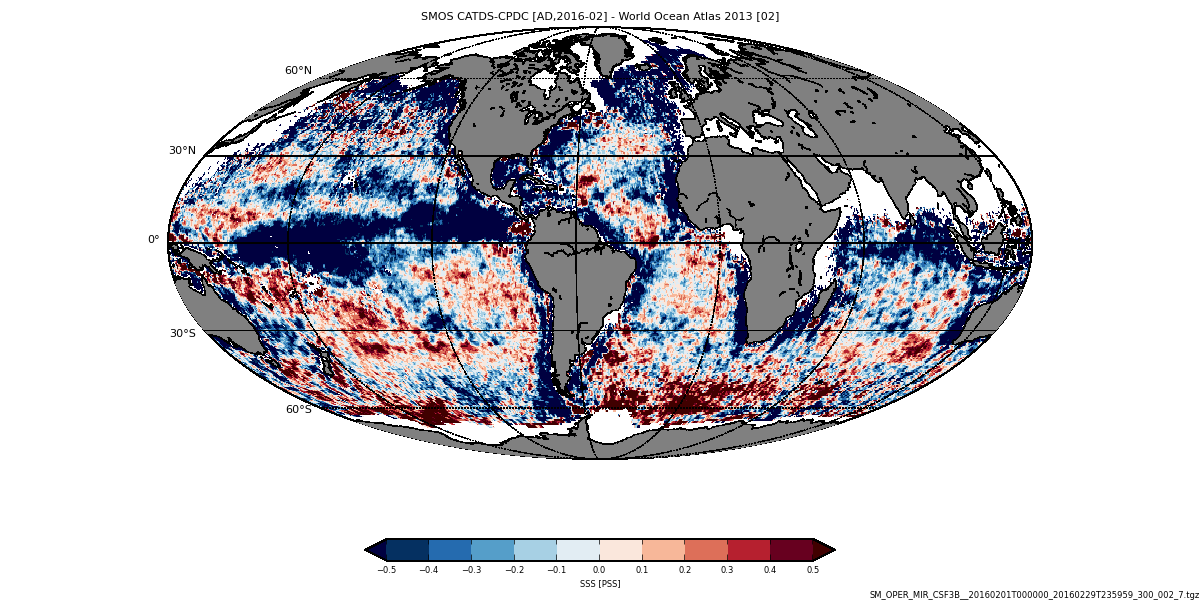 SMOS CATDS-CPDC [AD,2016-02] - World Ocean Atlas 2013 [02]
60°N
30°N
0°
30°S
60°S
−0.5 −0.4 −0.3 −0.2 −0.1 0.0 0.1 0.2 0.3 0.4 0.5
SSS [PSS]
SM_OPER_MIR_CSF3B__20160201T000000_20160229T235959_300_002_7.tgz